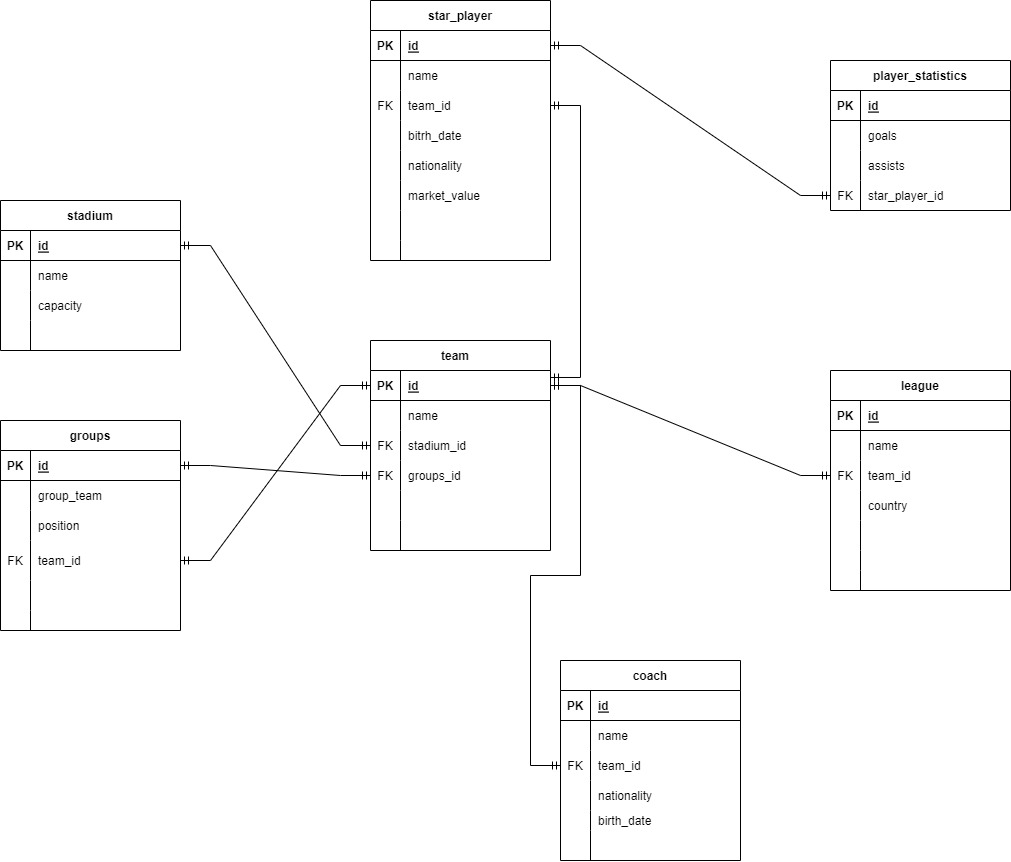 star_player
PK id
name
FK team_id
bitrh_date
nationality
market_value
player_statistics
PK id
goals
assists
FK star_player_id
stadium
PK id
name
capacity
team
PK id
name
FK stadium_id
FK groups_id
league
PK id
name
FK team_id
country
groups
PK id
group_team
position
FK team_id
coach
PK id
name
FK team_id
nationality
birth_date